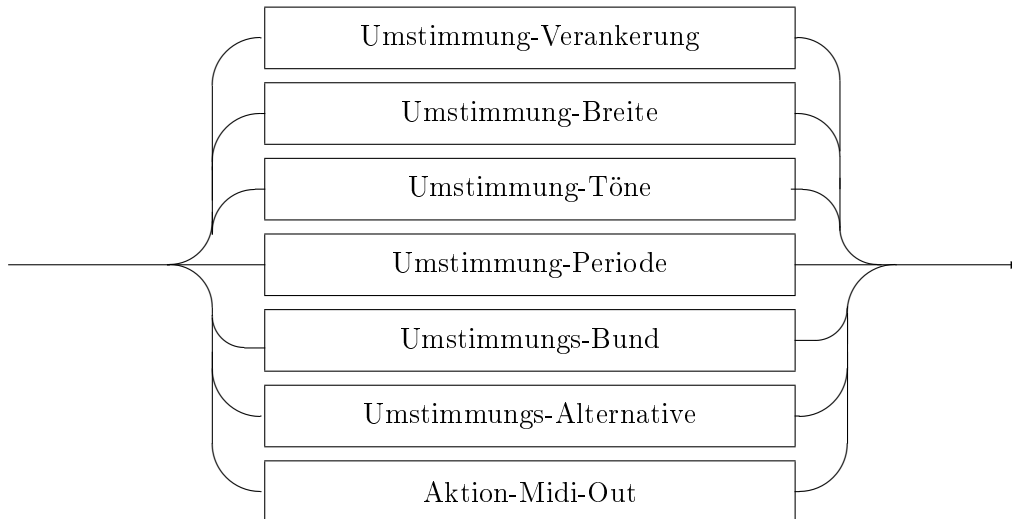 Umstimmung-Verankerung
Umstimmung-Breite
Umstimmung-Töne
Umstimmung-Periode
Umstimmungs-Bund
Umstimmungs-Alternative
Aktion-Midi-Out